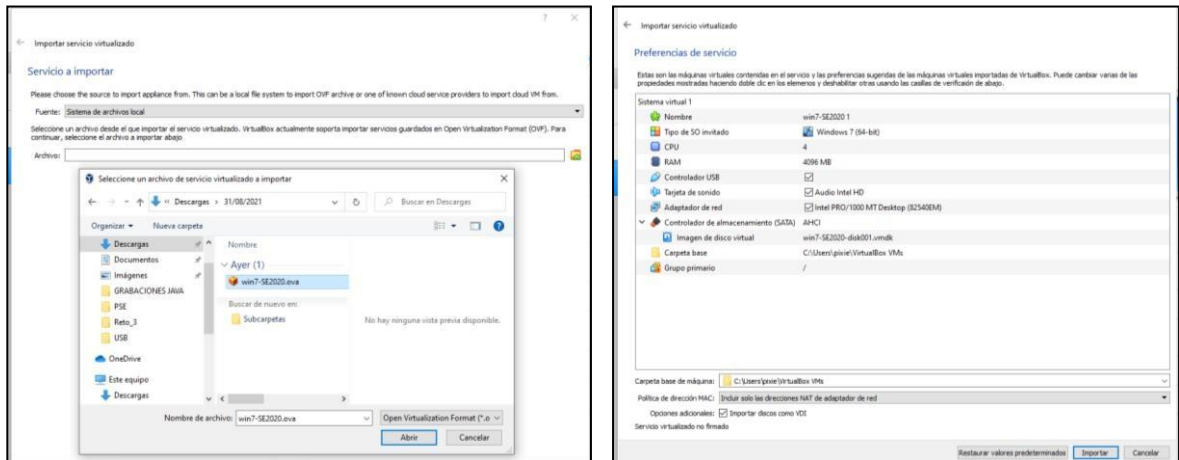 Importar servicio virtualizado
Servicio a importar
Please choose the source to import appliance from. This can be a local file system to import OVF archive or one of known cloud service providers to import cloud VM from.
Fuente: Sistema de archivos local
Seleccione un archivo desde el que importar el servicio virtualizado. VirtualBox actualmente soporta importar servicios guardados en Open Virtualization Format (OVF). Para
continuar, seleccione el archivo a importar abajo
Archivo:
Seleccione un archivo de servicio virtualizado a importar
« Descargas > 31/08/2021
Buscar en Descargas
Organizar
Nueva carpeta
Descargas
Documentos
Imágenes
GRABACIONES JAVA
PSE
Reto_3
USB
OneDrive
Este equipo
Descargas
Nombre
Ayer (1)
win7-SE2020.ova
Buscar de nuevo en:
Subcarpetas
No hay ninguna vista previa disponible.
Nombre de archivo: win7-SE2020.ova
Open Virtualization Format (*.o
Abrir
Cancelar
Importar servicio virtualizado
Preferencias de servicio
Estas son las máquinas virtuales contenidas en el servicio y las preferencias sugeridas de las máquinas virtuales importadas de VirtualBox. Puede cambiar varias de las
propiedades mostradas haciendo doble clic en los elementos y deshabilitar otras usando las casillas de verificación de abajo.
Sistema virtual 1
Nombre win7-SE2020 1
Tipo de SO invitado Windows 7 (64-bit)
CPU 4
RAM 4096 MB
Controlador USB
Tarjeta de sonido Audio Intel HD
Adaptador de red Intel PRO/1000 MT Desktop (82540EM)
Controlador de almacenamiento (SATA) AHCI
Imagen de disco virtual win7-SE2020-disk001.vmdk
Carpeta base C:\Users\pixie\VirtualBox VMs
Grupo primario /
Carpeta base de máquina: C:\Users\pixie\VirtualBox VMs
Política de dirección MAC: Incluir solo las direcciones NAT de adaptador de red
Opciones adicionales: Importar discos como VDI
Servicio virtualizado no firmado
Restaurar valores predeterminados
Importar
Cancelar